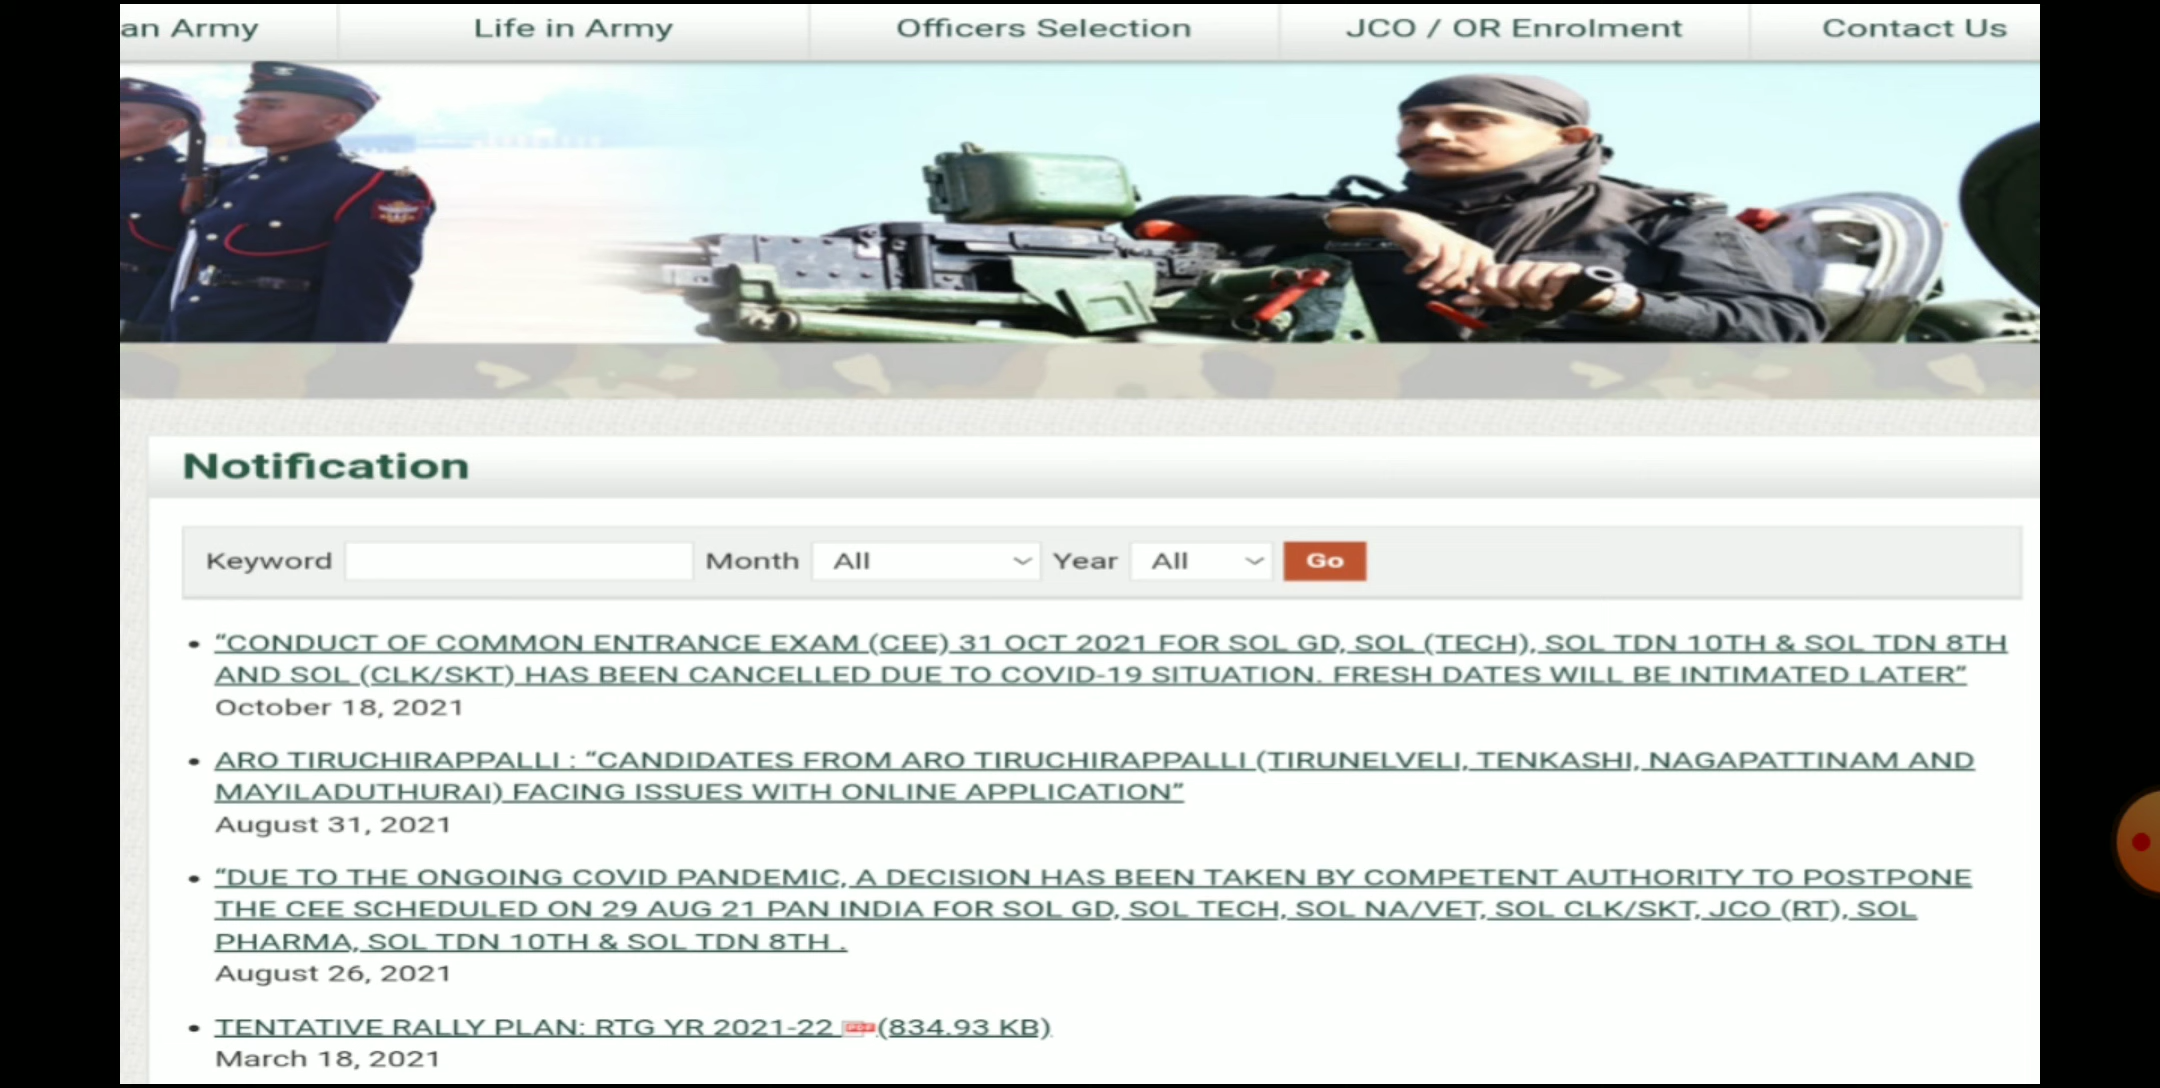 an Army Life in Army Officers Selection JCO / OR Enrolment Contact Us
Notification
Keyword Month All Year All Go
“CONDUCT OF COMMON ENTRANCE EXAM (CEE) 31 OCT 2021 FOR SOL GD, SOL (TECH), SOL TDN 10TH & SOL TDN 8TH
AND SOL (CLK/SKT) HAS BEEN CANCELLED DUE TO COVID-19 SITUATION. FRESH DATES WILL BE INTIMATED LATER”
October 18, 2021
ARO TIRUCHIRAPPALLI : “CANDIDATES FROM ARO TIRUCHIRAPPALLI (TIRUNELVELI, TENKASHI, NAGAPATTINAM AND
MAYILADUTHURAI) FACING ISSUES WITH ONLINE APPLICATION”
August 31, 2021
“DUE TO THE ONGOING COVID PANDEMIC, A DECISION HAS BEEN TAKEN BY COMPETENT AUTHORITY TO POSTPONE
THE CEE SCHEDULED ON 29 AUG 21 PAN INDIA FOR SOL GD, SOL TECH, SOL NA/VET, SOL CLK/SKT, JCO (RT), SOL
PHARMA, SOL TDN 10TH & SOL TDN 8TH .
August 26, 2021
TENTATIVE RALLY PLAN: RTG YR 2021-22 PDF (834.93 KB)
March 18, 2021